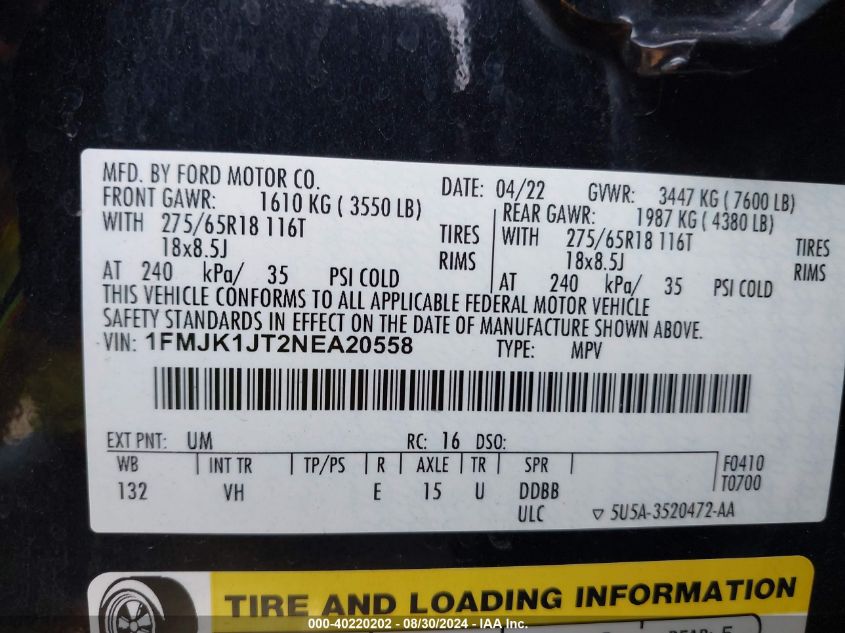 MFD. BY FORD MOTOR CO. DATE: 04/22 GVWR: 3447 KG ( 7600 LB)
FRONT GAWR: 1610 KG ( 3550 LB) REAR GAWR: 1987 KG ( 4380 LB)
WITH 275/65R18 116T TIRES WITH 275/65R18 116T TIRES
18x8.5J RIMS 18x8.5J RIMS
AT 240 kPa/ 35 PSI COLD AT 240 kPa/ 35 PSI COLD
THIS VEHICLE CONFORMS TO ALL APPLICABLE FEDERAL MOTOR VEHICLE
SAFETY STANDARDS IN EFFECT ON THE DATE OF MANUFACTURE SHOWN ABOVE.
VIN: 1FMJK1JT2NEA20558 TYPE: MPV
EXT PNT: UM RC: 16 DSO:
WB INT TR TP/PS R AXLE TR SPR F0410
132 VH E 15 U DDBB T0700
ULC ▽ 5U5A-3520472-AA
TIRE AND LOADING INFORMATION
000-40220202 - 08/30/2024 - IAA Inc.